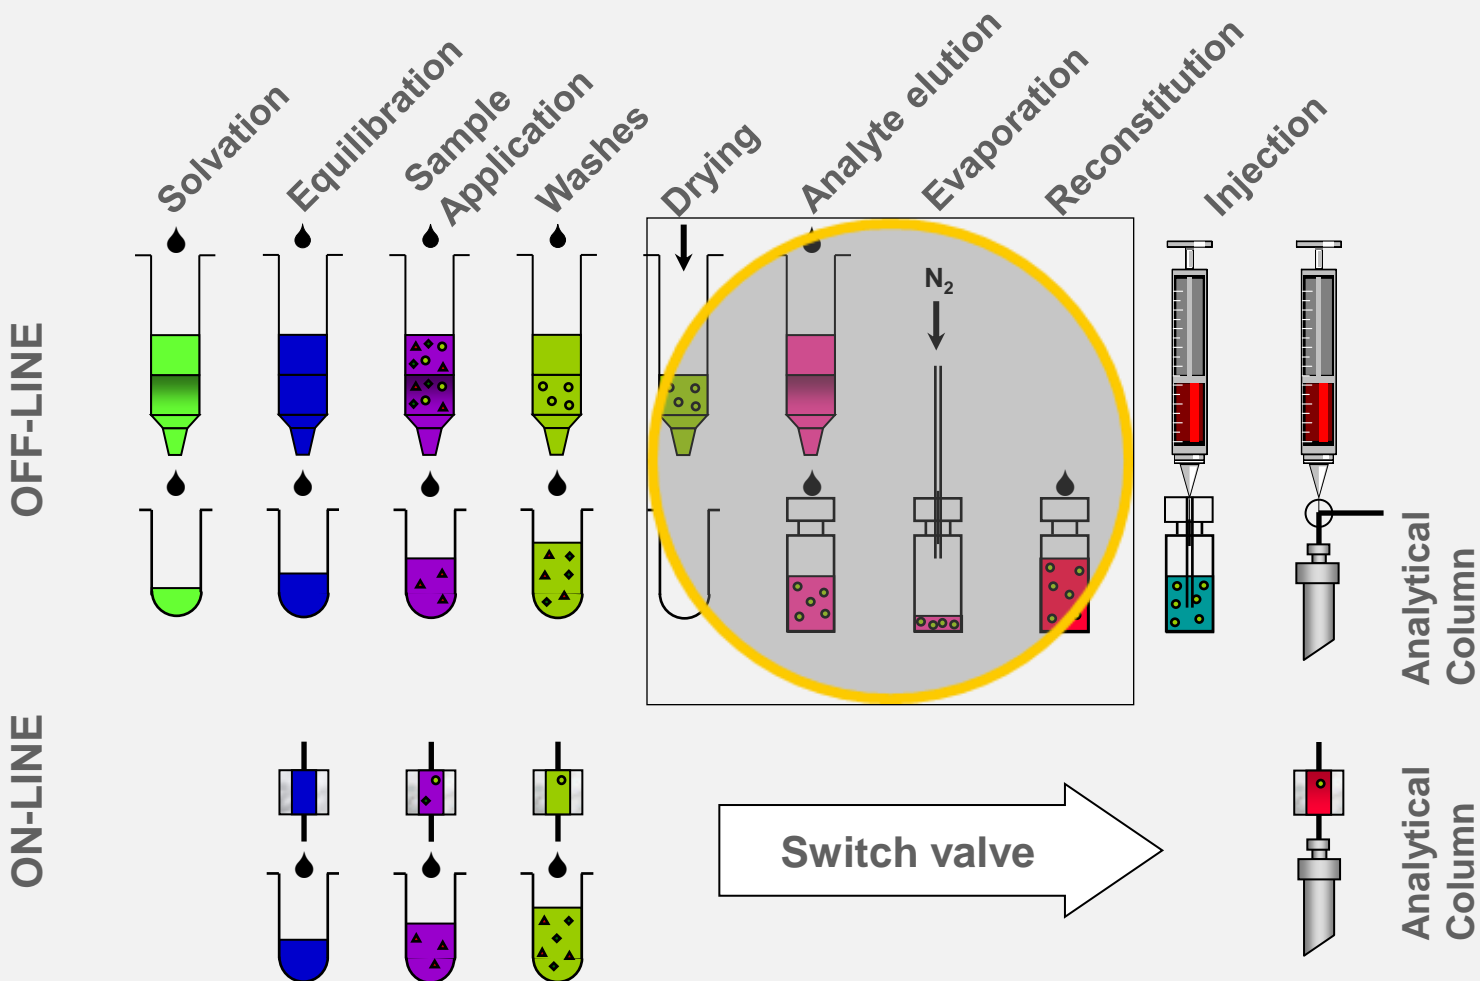 Solvation
Equilibration
Sample
Application
Washes
Drying
Analyte elution
Evaporation
Reconstitution
Injection
OFF-LINE
N₂
Analytical
Column
ON-LINE
Switch valve
Analytical
Column